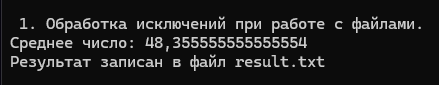 1. Обработка исключений при работе с файлами.
Среднее число: 48,355555555555554
Результат записан в файл result.txt